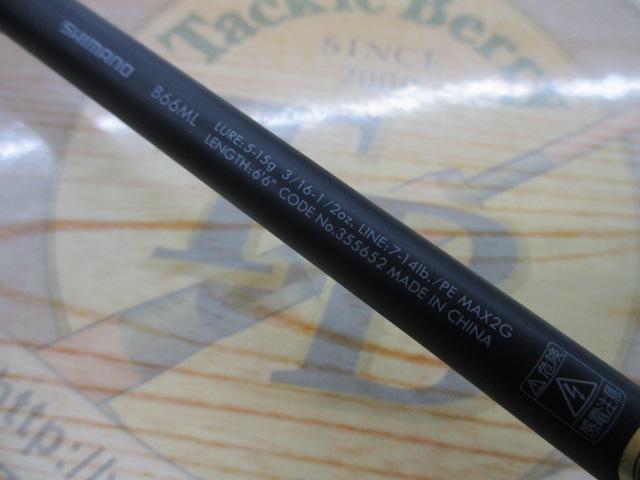 Tackle Berry
SINCE
SHIMANO
B66ML
LURE:5-15g 3/16-1/2oz. LINE:7-14lb./PE MAX2G
LENGTH:6'6" CODE No.355652 MADE IN CHINA
危険
感電注意
http://